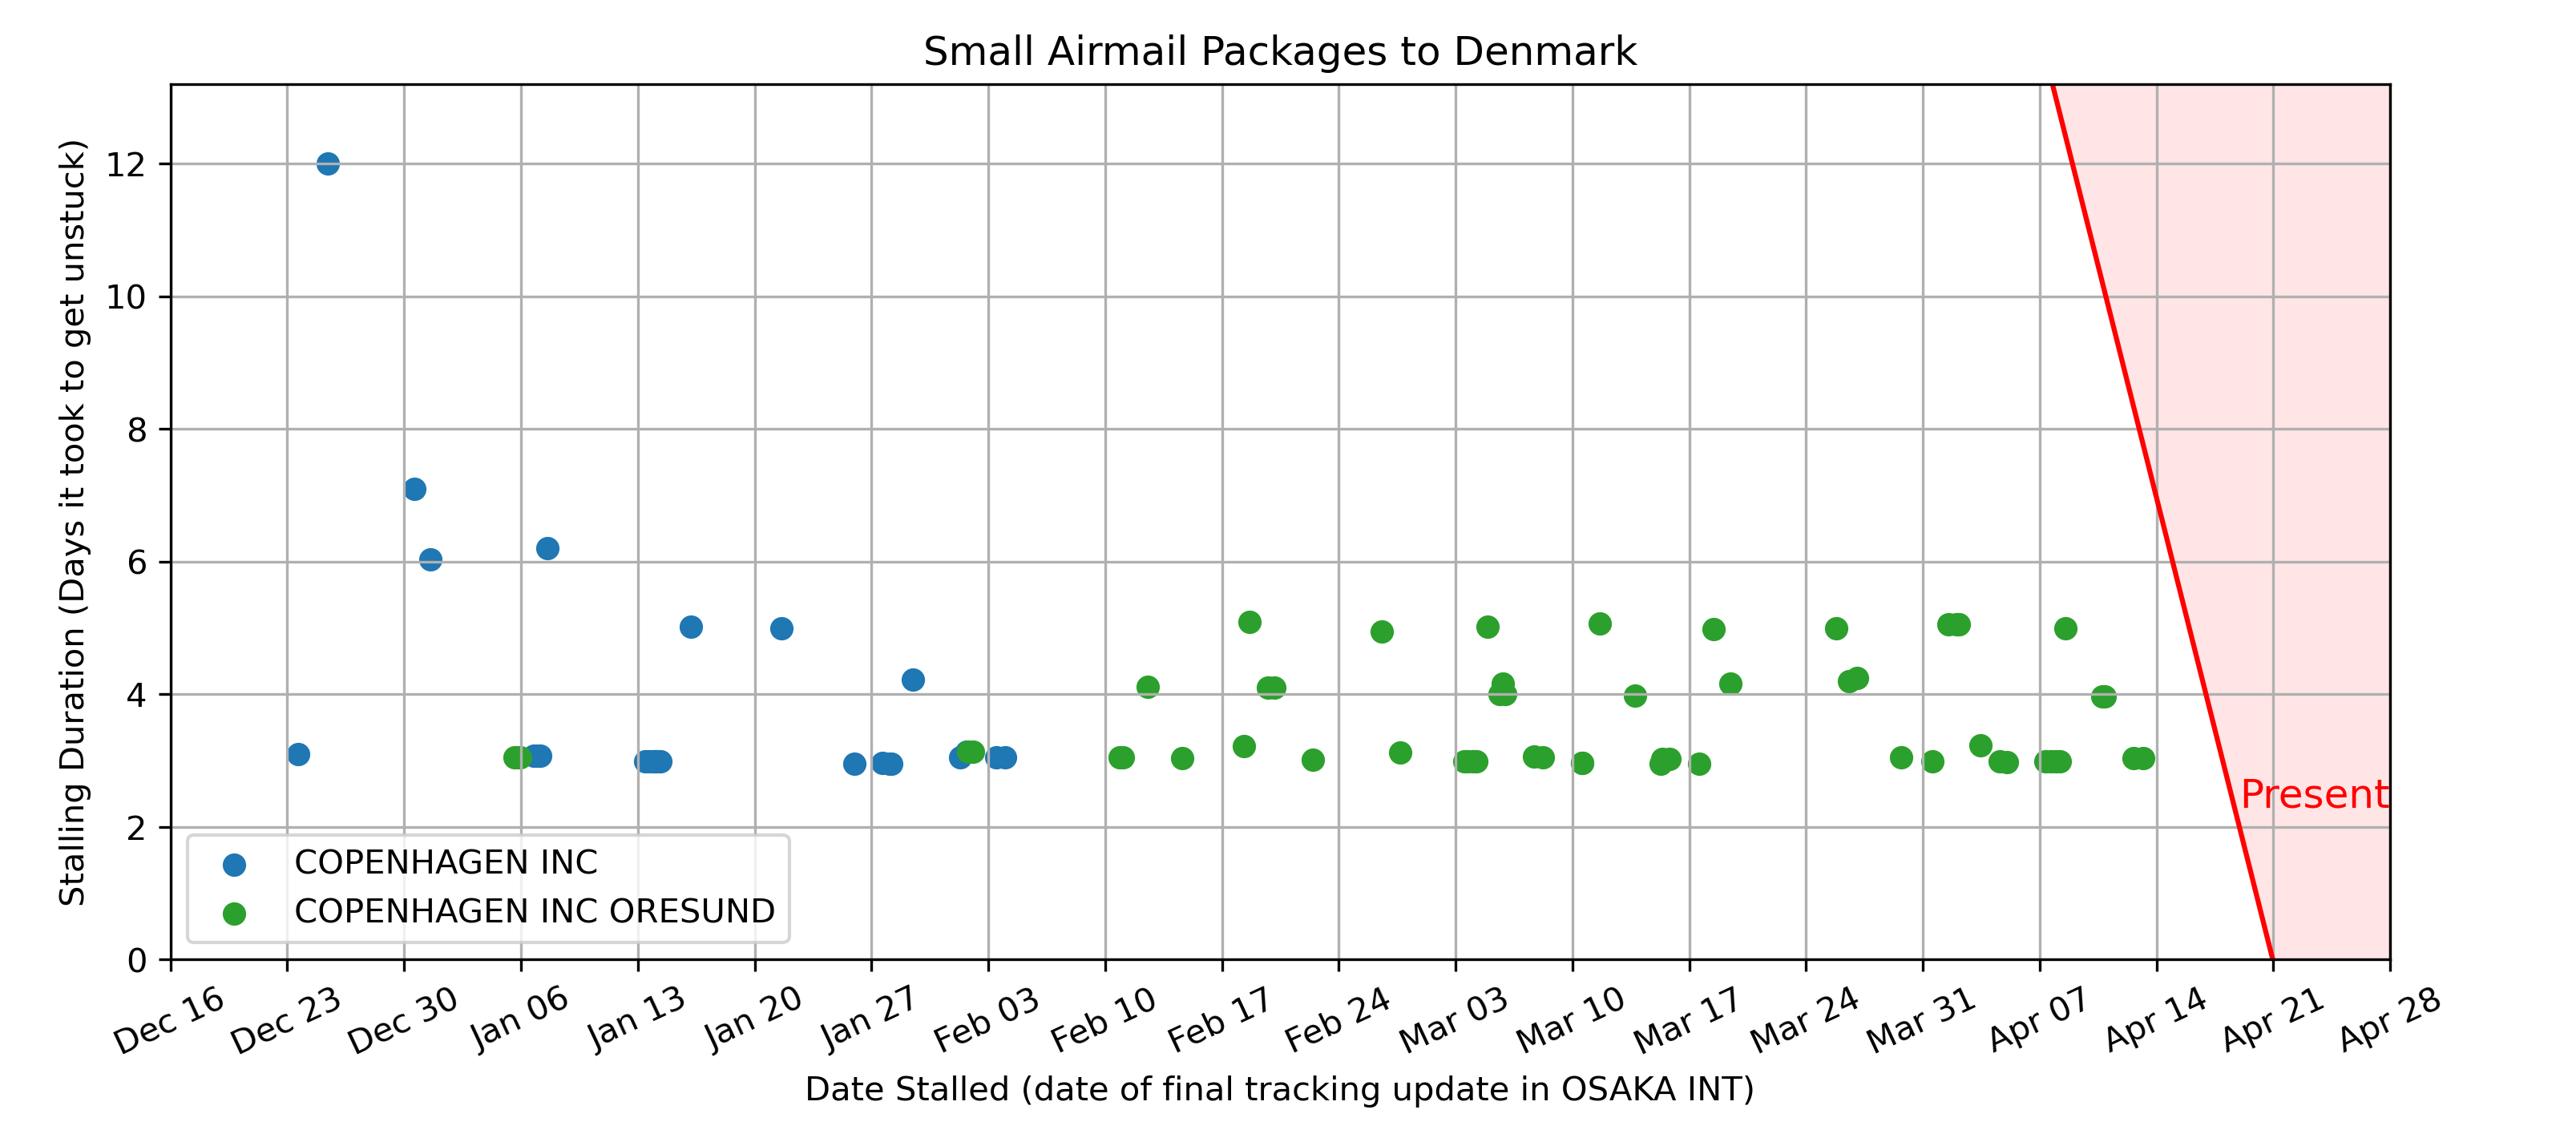 Small Airmail Packages to Denmark
Stalling Duration (Days it took to get unstuck)
12
10
8
6
4
2
0
Present
COPENHAGEN INC
COPENHAGEN INC ORESUND
Dec 16
Dec 23
Dec 30
Jan 06
Jan 13
Jan 20
Jan 27
Feb 03
Feb 10
Feb 17
Feb 24
Mar 03
Mar 10
Mar 17
Mar 24
Mar 31
Apr 07
Apr 14
Apr 21
Apr 28
Date Stalled (date of final tracking update in OSAKA INT)